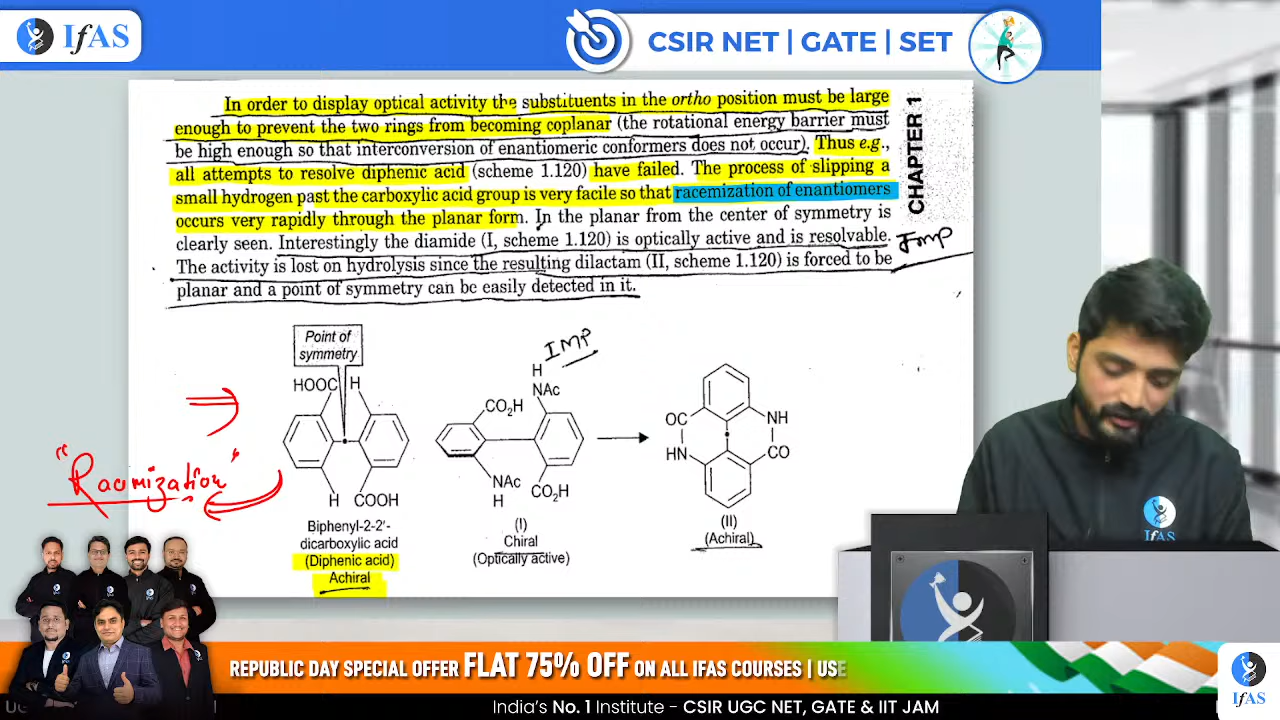 IfAS
CSIR NET | GATE | SET
In order to display optical activity the substituents in the ortho position must be large
enough to prevent the two rings from becoming coplanar (the rotational energy barrier must
be high enough so that interconversion of enantiomeric conformers does not occur). Thus e.g.,
all attempts to resolve diphenic acid (scheme 1.120) have failed. The process of slipping a
small hydrogen past the carboxylic acid group is very facile so that racemization of enantiomers
occurs very rapidly through the planar form. In the planar from the center of symmetry is
clearly seen. Interestingly the diamide (I, scheme 1.120) is optically active and is resolvable.
The activity is lost on hydrolysis since the resulting dilactam (II, scheme 1.120) is forced to be
planar and a point of symmetry can be easily detected in it.
CHAPTER 1
Imp
Point of
symmetry
HOOC H
H COOH
Biphenyl-2-2'-
dicarboxylic acid
(Diphenic acid)
Achiral
IMP
H
NAc
CO₂H
NAc
H
CO₂H
(I)
Chiral
(Optically active)
OC NH
HN CO
(II)
(Achiral)
"Racmization"
IfAS
REPUBLIC DAY SPECIAL OFFER FLAT 75% OFF ON ALL IFAS COURSES | USE
India's No. 1 Institute - CSIR UGC NET, GATE & IIT JAM
IfAS